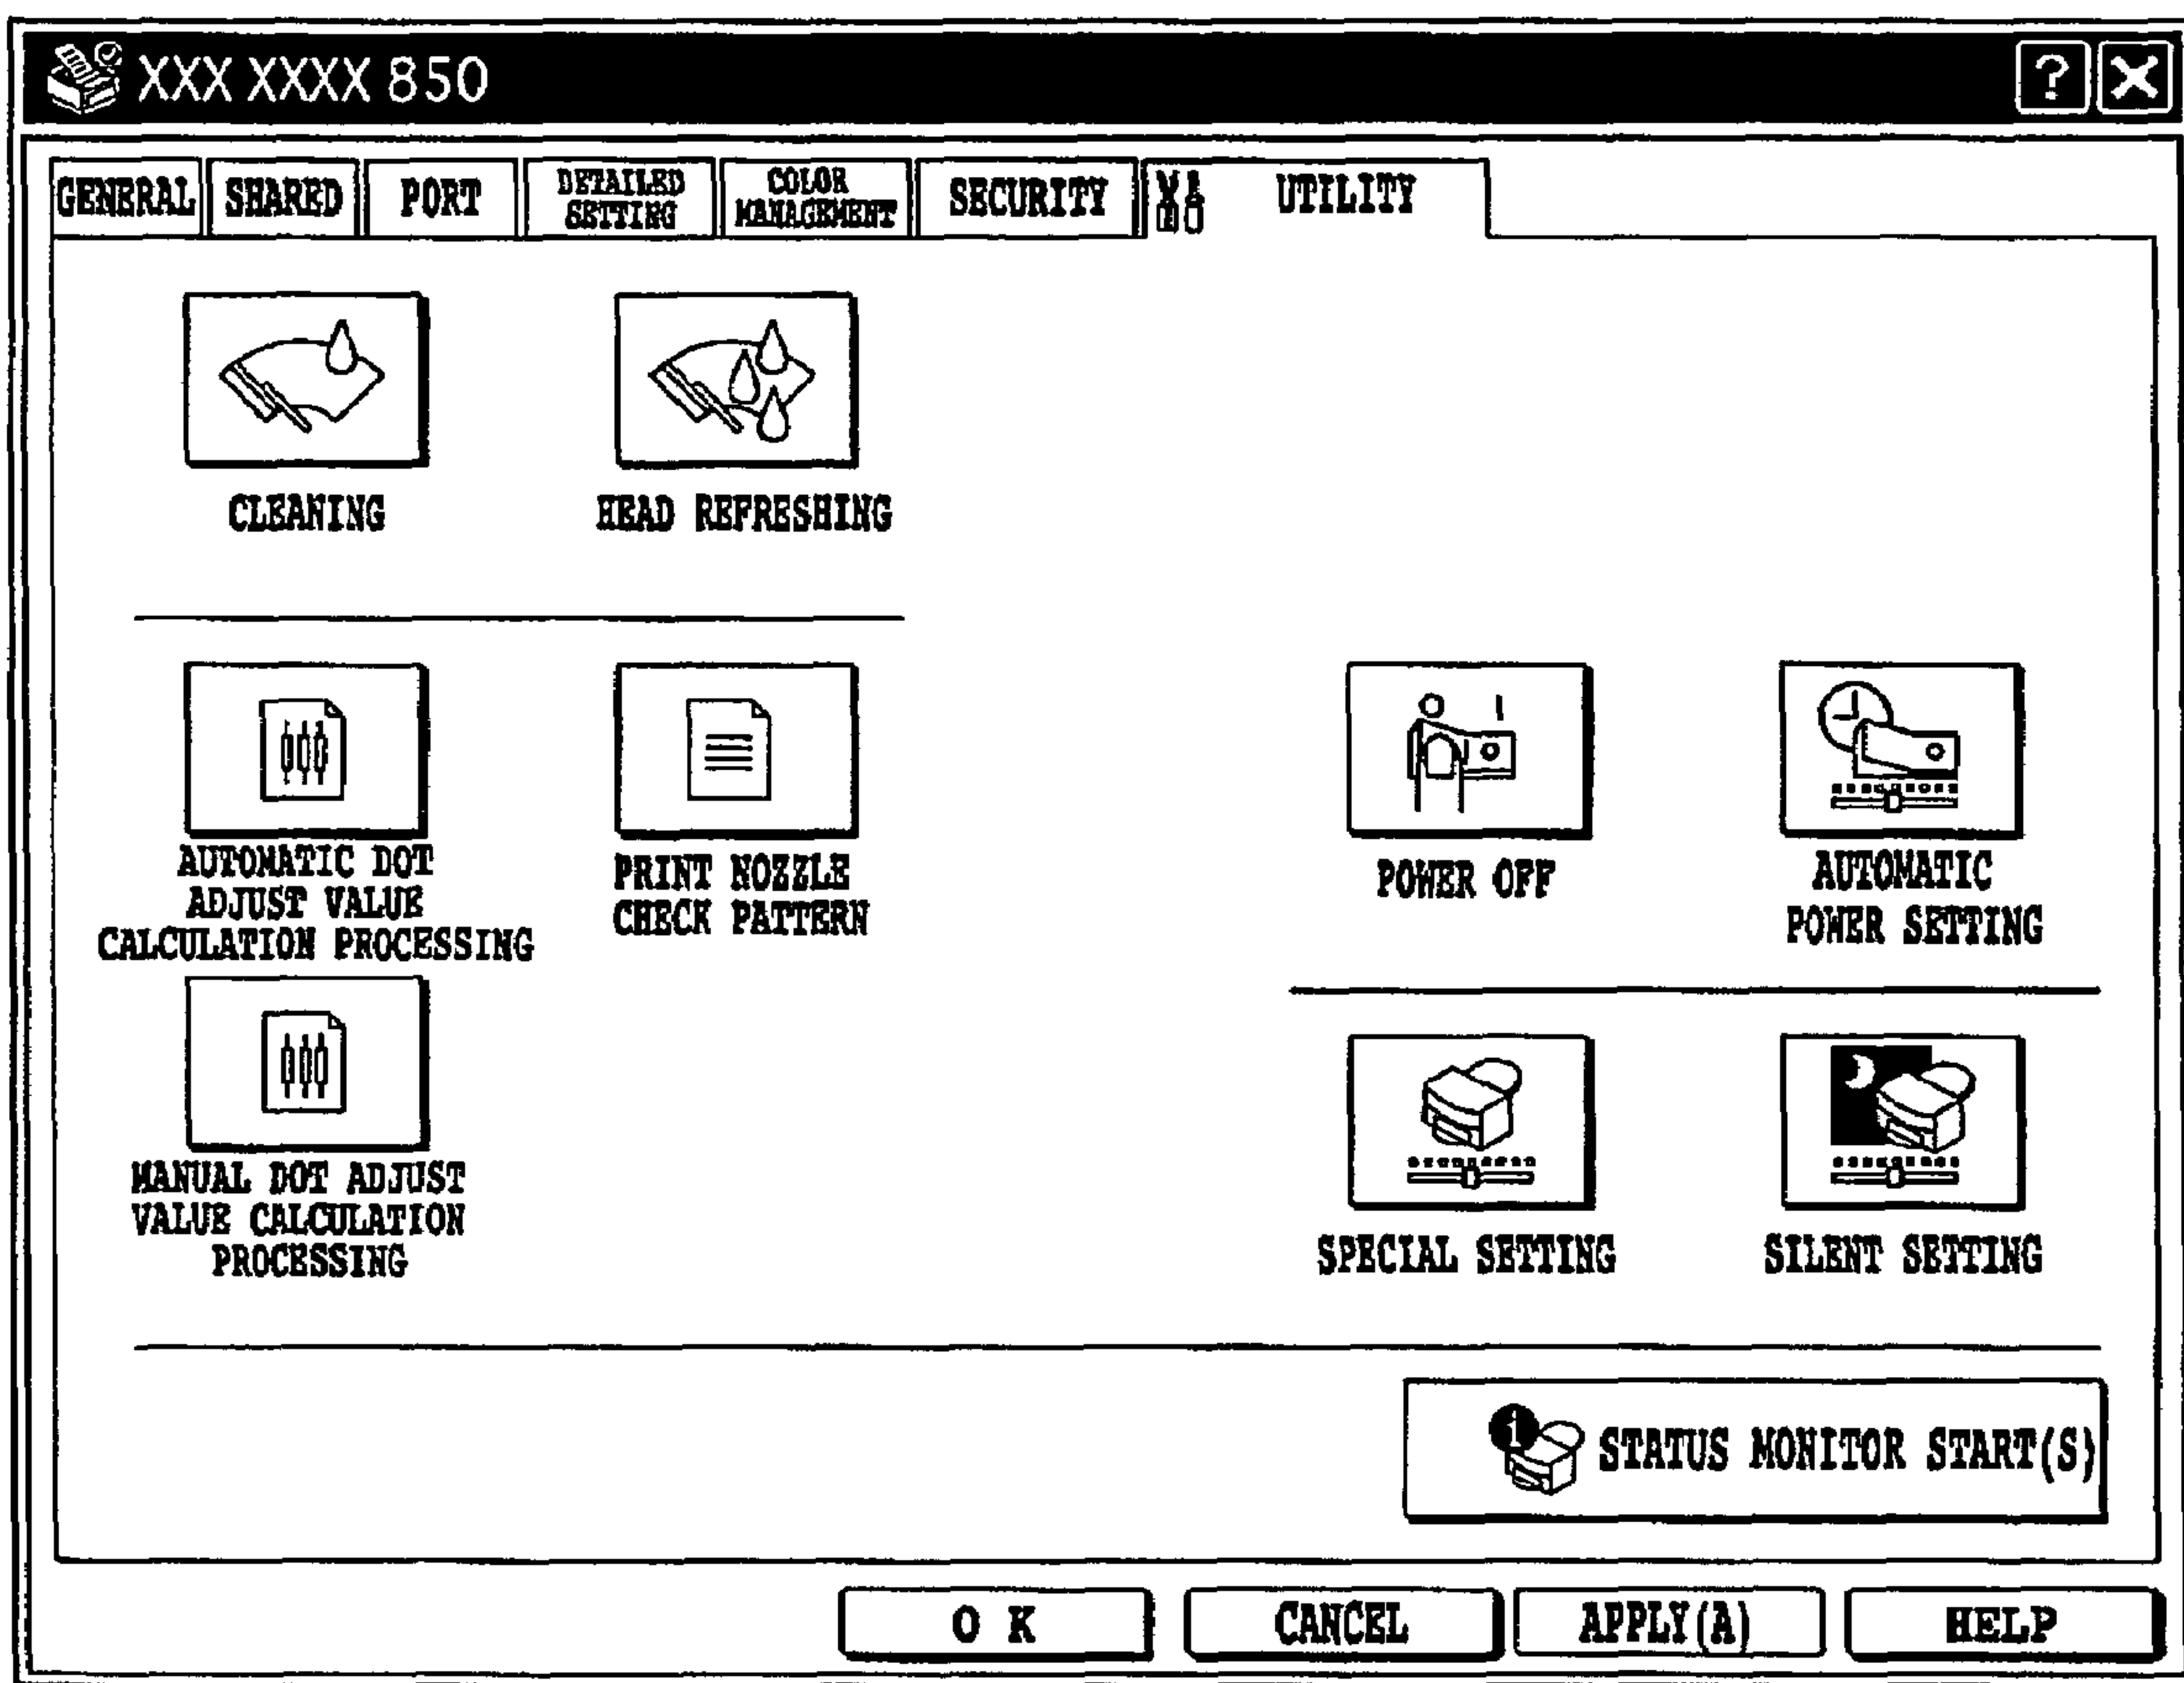 XXX XXXX 850
?
GENERAL SHARED PORT DETAILED SETTING COLOR MANAGEMENT SECURITY UTILITY
CLEANING
HEAD REFRESHING
AUTOMATIC DOT
ADJUST VALUE
CALCULATION PROCESSING
PRINT NOZZLE
CHECK PATTERN
POWER OFF
AUTOMATIC
POWER SETTING
MANUAL DOT ADJUST
VALUE CALCULATION
PROCESSING
SPECIAL SETTING
SILENT SETTING
STATUS MONITOR START(S)
O K
CANCEL
APPLY(A)
HELP